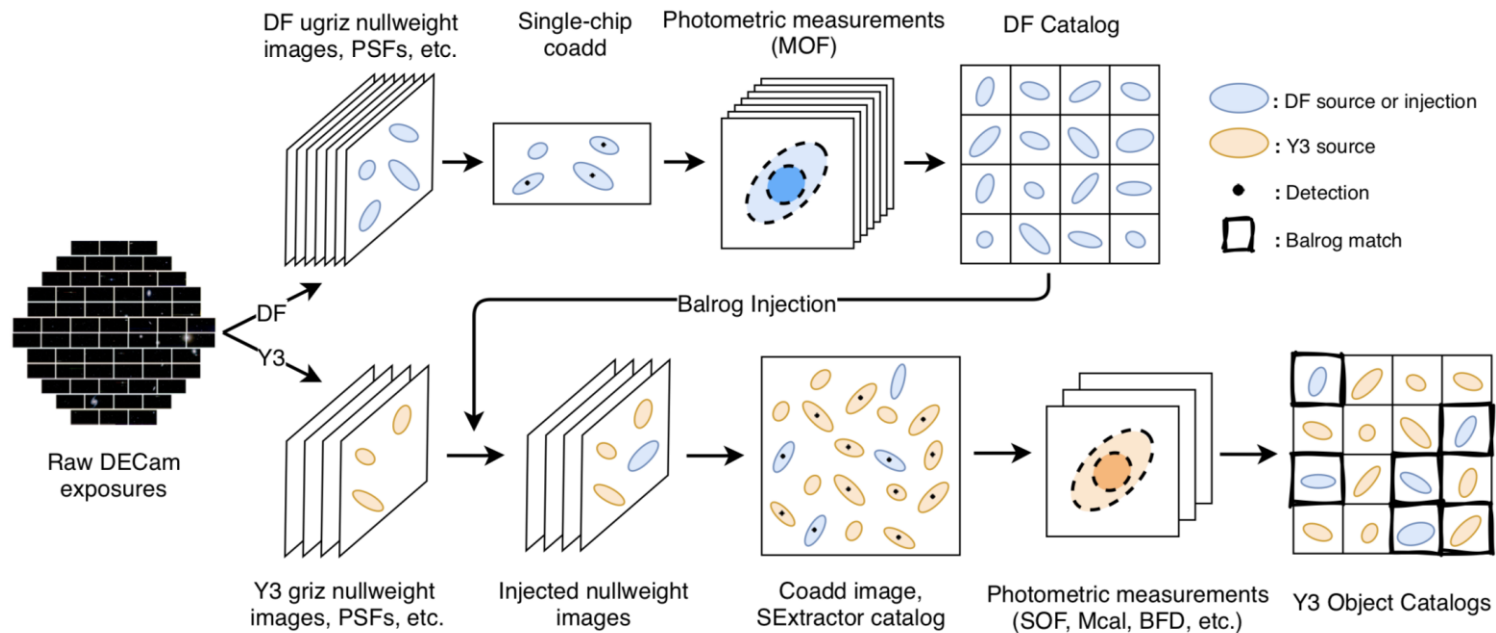 DF ugriz nullweight
images, PSFs, etc.
Single-chip
coadd
Photometric measurements
(MOF)
DF Catalog
: DF source or injection
: Y3 source
: Detection
: Balrog match
Balrog Injection
DF
Y3
Raw DECam
exposures
Y3 griz nullweight
images, PSFs, etc.
Injected nullweight
images
Coadd image,
SExtractor catalog
Photometric measurements
(SOF, Mcal, BFD, etc.)
Y3 Object Catalogs